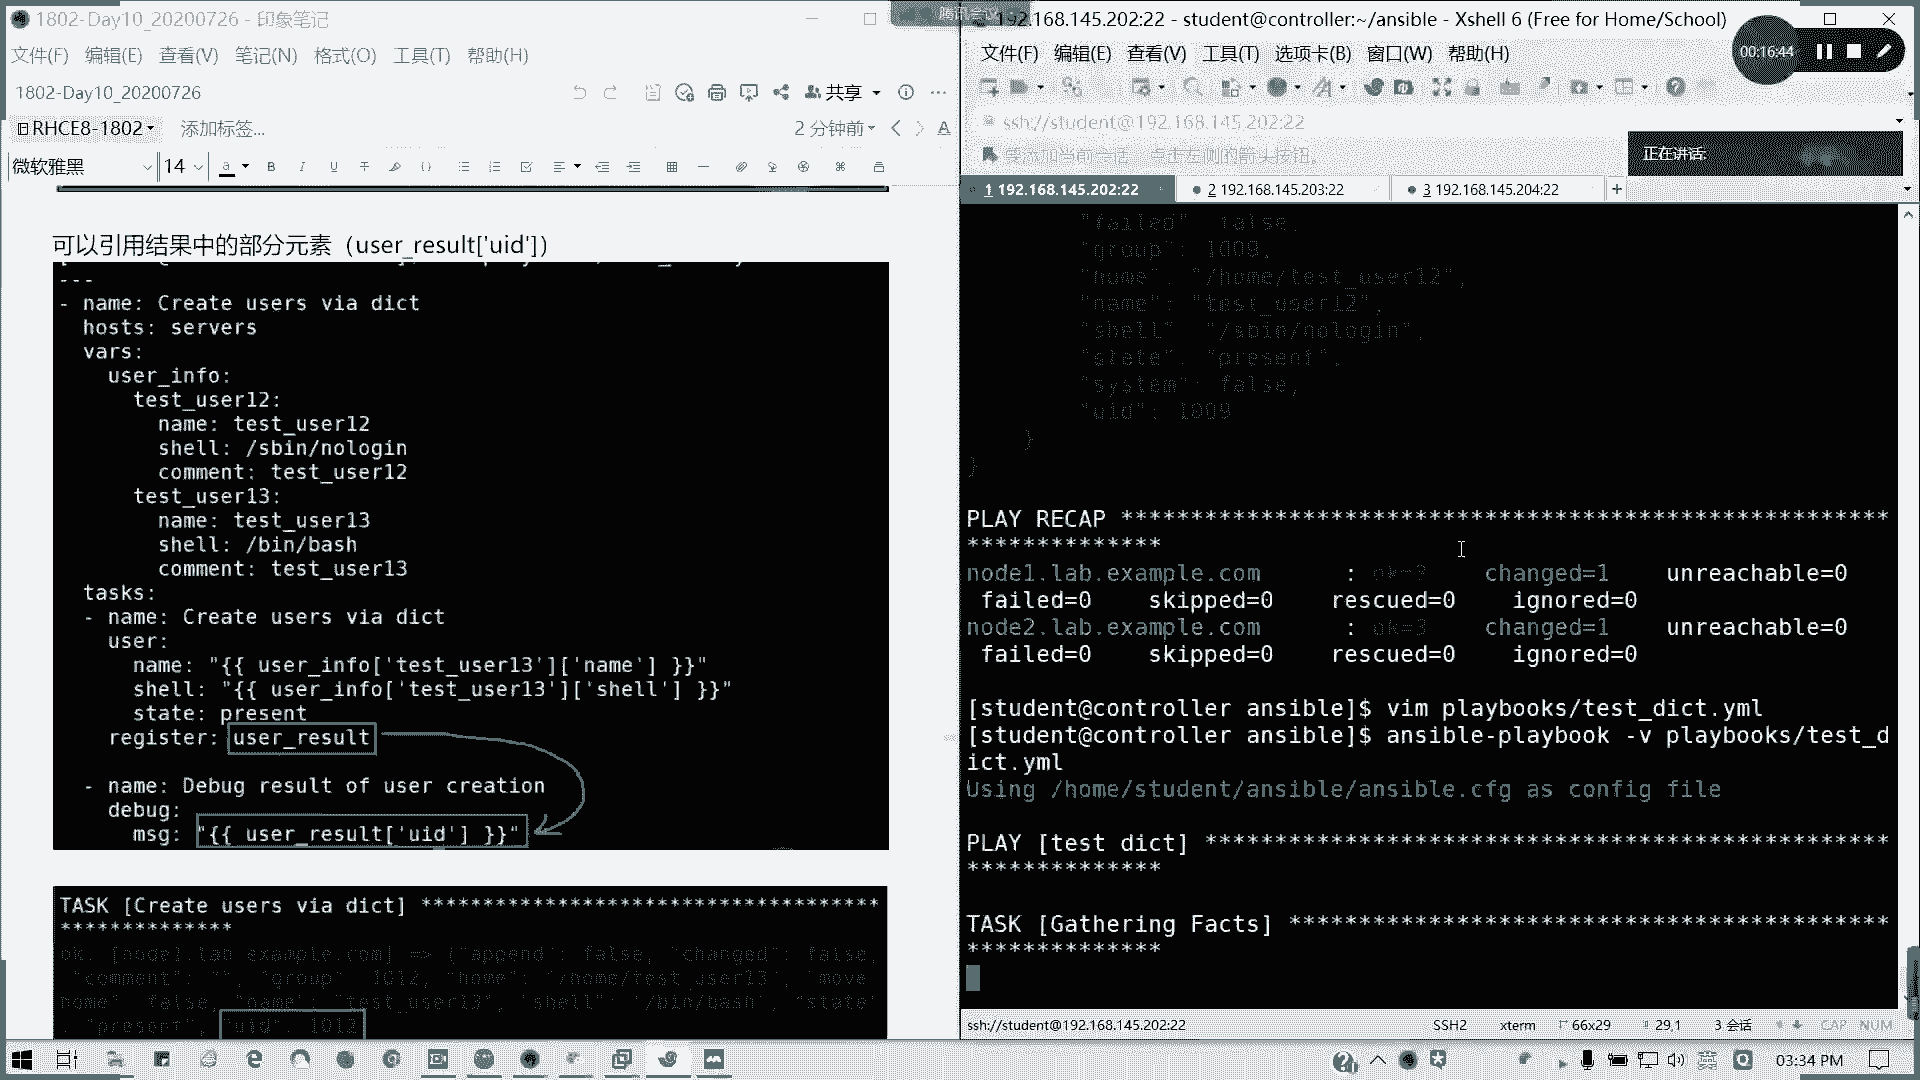 1802-Day10_20200726 - 印象笔记
文件(F) 编辑(E) 查看(V) 笔记(N) 格式(O) 工具(T) 帮助(H)
1802-Day10_20200726
共享
RHCE8-1802
添加标签...
2 分钟前
微软雅黑 14
可以引用结果中的部分元素（user_result['uid']）
---
- name: Create users via dict
hosts: servers
vars:
user_info:
test_user12:
name: test_user12
shell: /sbin/nologin
comment: test_user12
test_user13:
name: test_user13
shell: /bin/bash
comment: test_user13
tasks:
- name: Create users via dict
user:
name: "{{ user_info['test_user13']['name'] }}"
shell: "{{ user_info['test_user13']['shell'] }}"
state: present
register: user_result
- name: Debug result of user creation
debug:
msg: "{{ user_result['uid'] }}"
TASK [Create users via dict] *************************************
**************
ok: [node1.lab.example.com] => {"append": false, "changed": false,
"comment": "", "group": 1012, "home": "/home/test_user13", "move_
home": false, "name": "test_user13", "shell": "/bin/bash", "state"
: "present", "uid": 1012
腾讯会议
192.168.145.202:22 - student@controller:~/ansible - Xshell 6 (Free for Home/School)
00:16:44
文件(F) 编辑(E) 查看(V) 工具(T) 选项卡(B) 窗口(W) 帮助(H)
ssh://student@192.168.145.202:22
要添加当前会话，点击左侧的箭头按钮。
正在讲话:
1 192.168.145.202:22
2 192.168.145.203:22
3 192.168.145.204:22
"failed": false,
"group": 1009,
"home": "/home/test_user12",
"name": "test_user12",
"shell": "/sbin/nologin",
"state": "present",
"system": false,
"uid": 1009
}
}
PLAY RECAP *******************************************************
**************
node1.lab.example.com : ok=3 changed=1 unreachable=0
failed=0 skipped=0 rescued=0 ignored=0
node2.lab.example.com : ok=3 changed=1 unreachable=0
failed=0 skipped=0 rescued=0 ignored=0
[student@controller ansible]$ vim playbooks/test_dict.yml
[student@controller ansible]$ ansible-playbook -v playbooks/test_d
ict.yml
Using /home/student/ansible/ansible.cfg as config file
PLAY [test dict] *************************************************
**************
TASK [Gathering Facts] *******************************************
**************
ssh://student@192.168.145.202:22
SSH2
xterm
66x29
29,1
3 会话
CAP NUM
英
03:34 PM